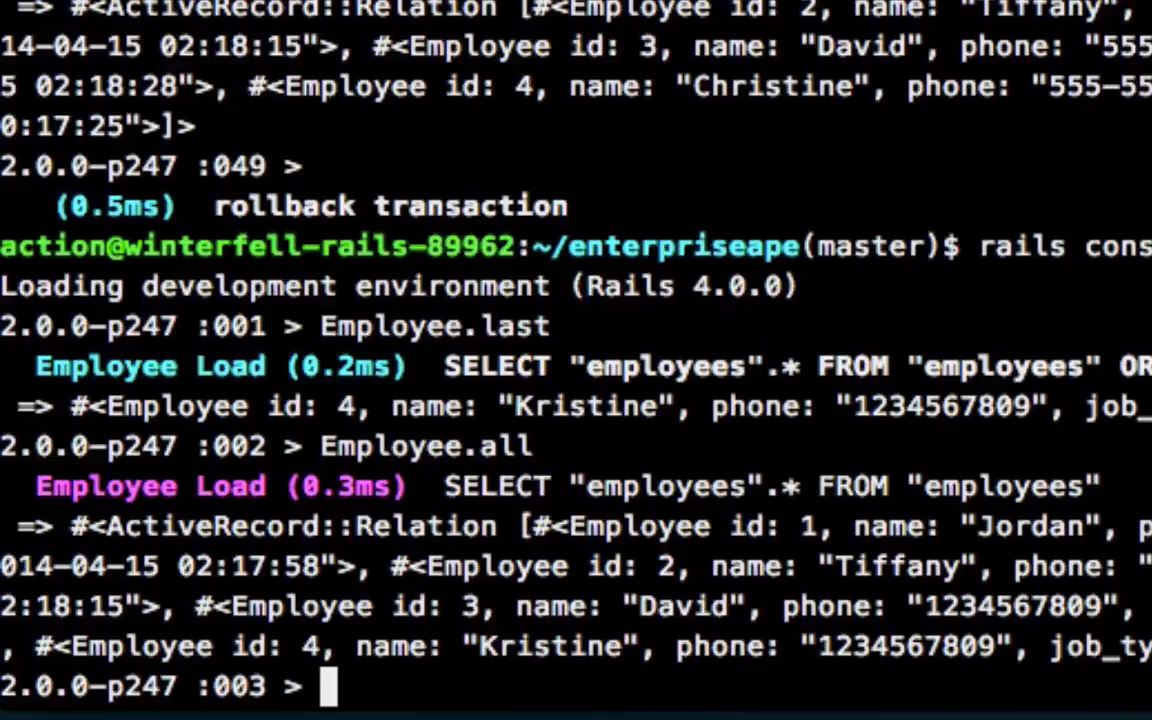 => #<ActiveRecord::Relation [#<Employee id: 2, name: "Tiffany",
14-04-15 02:18:15">, #<Employee id: 3, name: "David", phone: "555
5 02:18:28">, #<Employee id: 4, name: "Christine", phone: "555-55
0:17:25">]>
2.0.0-p247 :049 >
(0.5ms) rollback transaction
action@winterfell-rails-89962:~/enterpriseape(master)$ rails cons
Loading development environment (Rails 4.0.0)
2.0.0-p247 :001 > Employee.last
Employee Load (0.2ms) SELECT "employees".* FROM "employees" OR
=> #<Employee id: 4, name: "Kristine", phone: "1234567809", job_
2.0.0-p247 :002 > Employee.all
Employee Load (0.3ms) SELECT "employees".* FROM "employees"
=> #<ActiveRecord::Relation [#<Employee id: 1, name: "Jordan", p
014-04-15 02:17:58">, #<Employee id: 2, name: "Tiffany", phone: "
2:18:15">, #<Employee id: 3, name: "David", phone: "1234567809",
, #<Employee id: 4, name: "Kristine", phone: "1234567809", job_ty
2.0.0-p247 :003 >